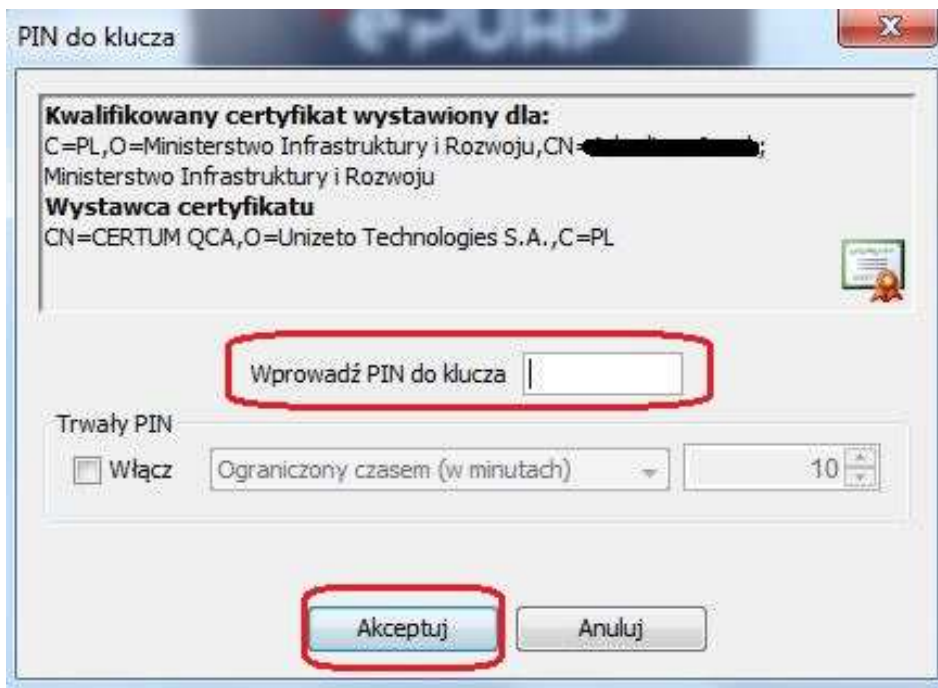 PIN do klucza
Kwalifikowany certyfikat wystawiony dla:
C=PL,O=Ministerstwo Infrastruktury i Rozwoju,CN=
Ministerstwo Infrastruktury i Rozwoju
Wystawca certyfikatu
CN=CERTUM QCA,O=Unizeto Technologies S.A.,C=PL
Wprowadź PIN do klucza
Trwały PIN
Włącz Ograniczony czasem (w minutach) 10
Akceptuj Anuluj